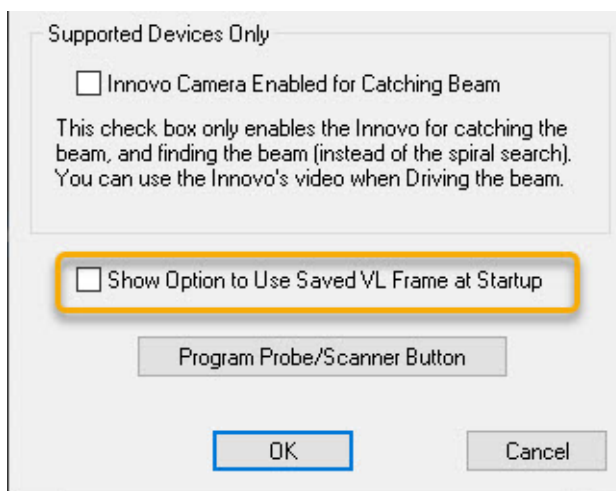 Supported Devices Only
Innovo Camera Enabled for Catching Beam
This check box only enables the Innovo for catching the
beam, and finding the beam (instead of the spiral search).
You can use the Innovo's video when Driving the beam.
Show Option to Use Saved VL Frame at Startup
Program Probe/Scanner Button
OK
Cancel